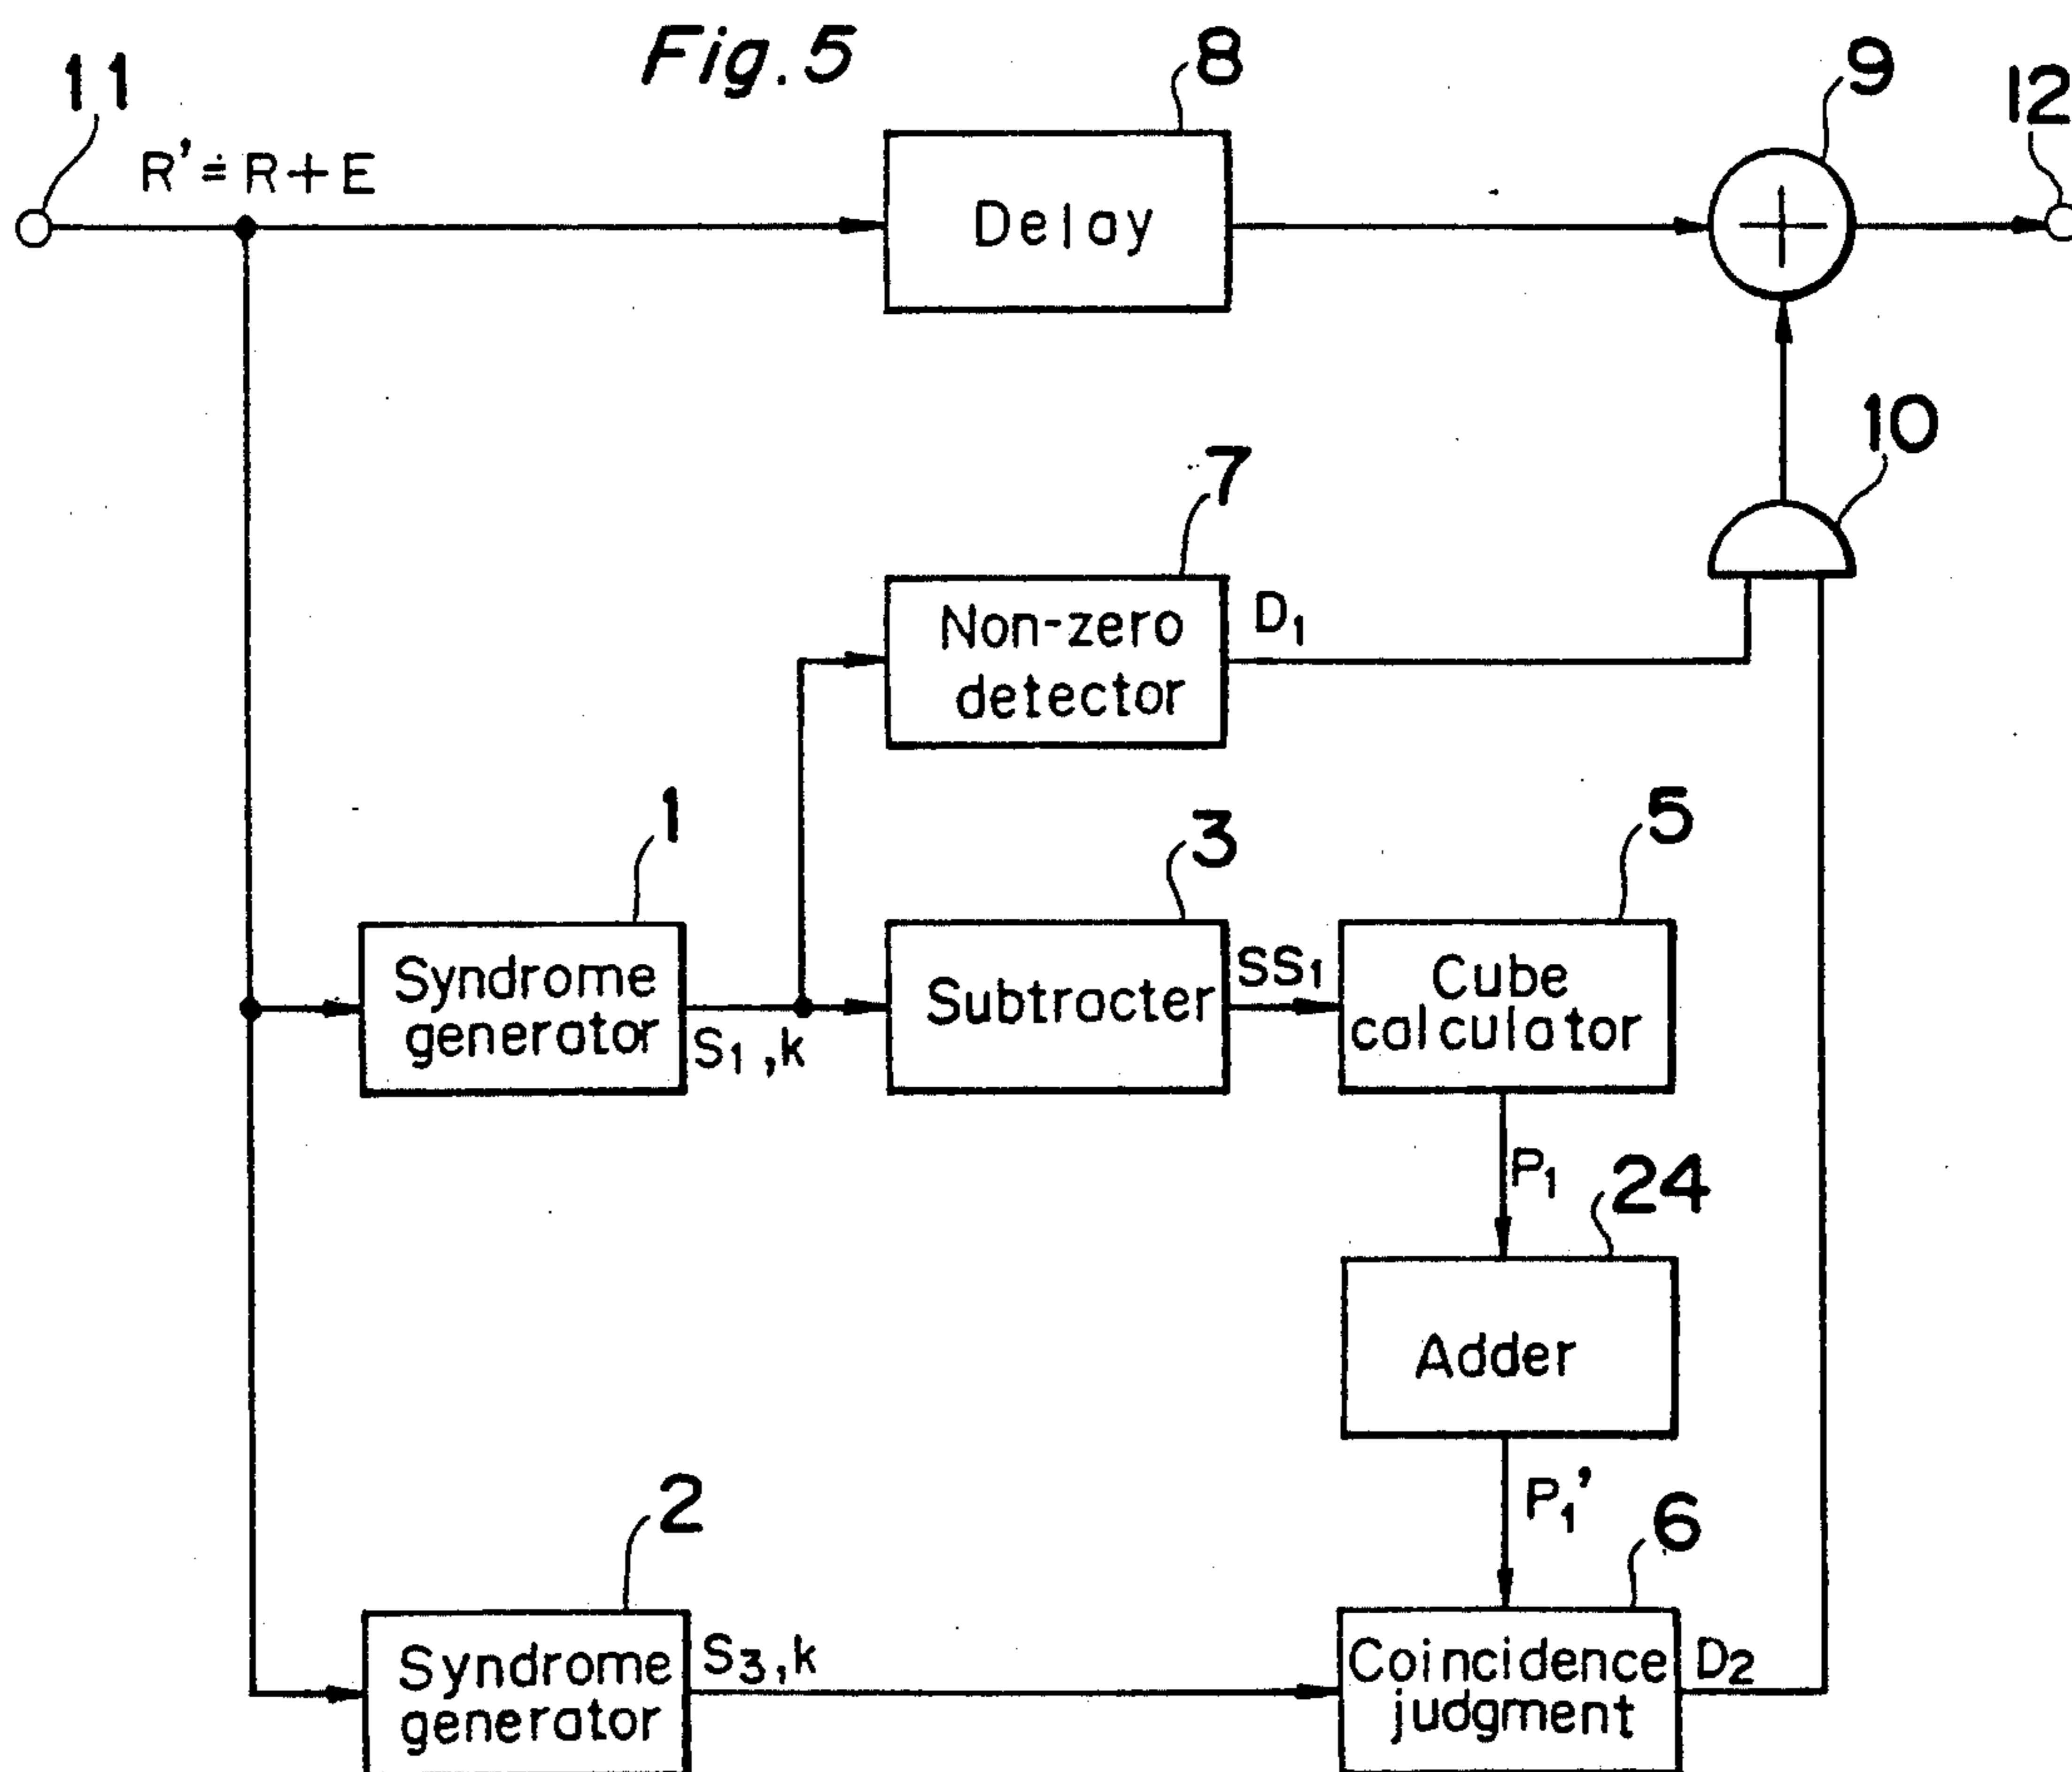 Fig. 5
11
R' = R + E
8
Delay
9
12
10
7
Non-zero
detector
D₁
1
Syndrome
generator
S₁,k
3
Subtracter
SS₁
5
Cube
calculator
P₁
24
Adder
P₁'
2
Syndrome
generator
S₃,k
6
Coincidence
judgment
D₂